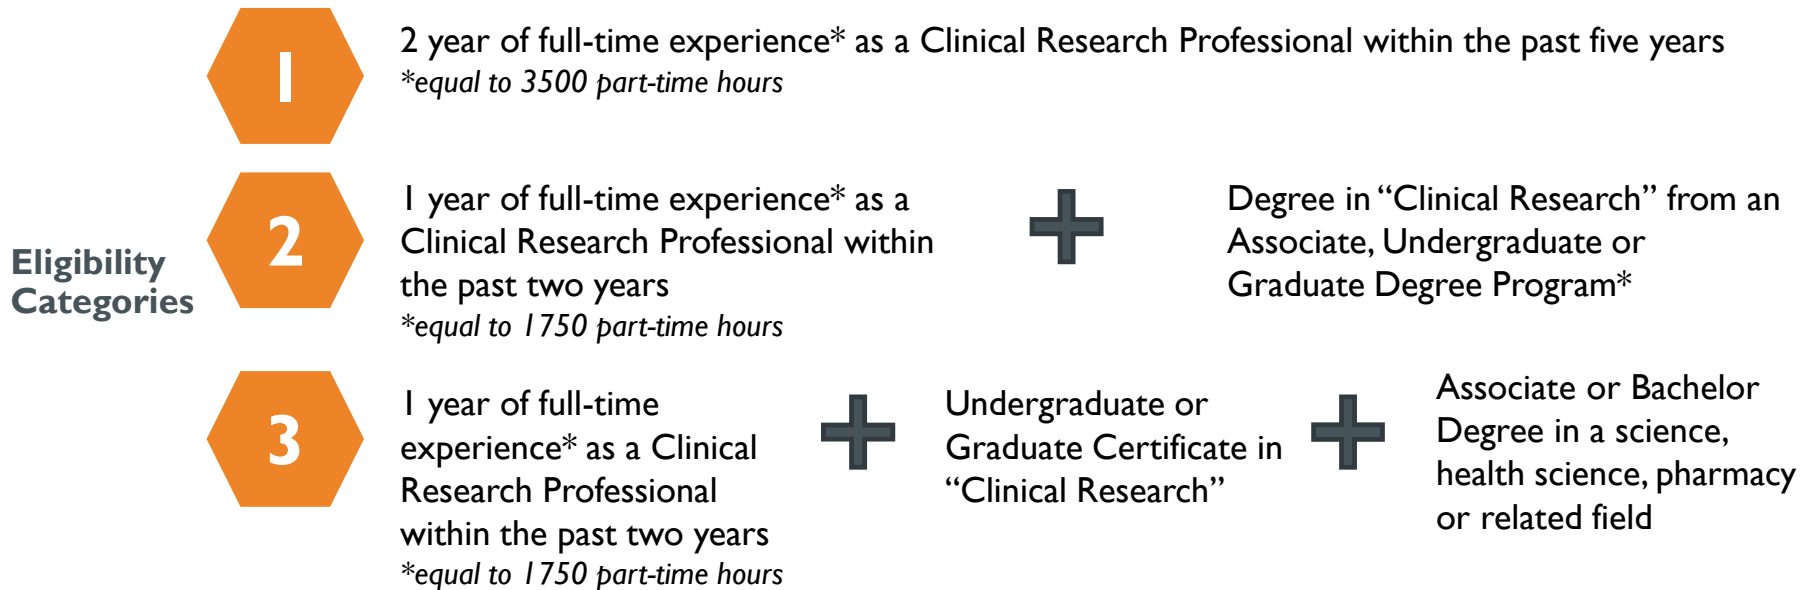 Eligibility
Categories
1
2 year of full-time experience* as a Clinical Research Professional within the past five years
*equal to 3500 part-time hours
2
1 year of full-time experience* as a
Clinical Research Professional within
the past two years
*equal to 1750 part-time hours
Degree in “Clinical Research” from an
Associate, Undergraduate or
Graduate Degree Program*
3
1 year of full-time
experience* as a Clinical
Research Professional
within the past two years
*equal to 1750 part-time hours
Undergraduate or
Graduate Certificate in
“Clinical Research”
Associate or Bachelor
Degree in a science,
health science, pharmacy
or related field